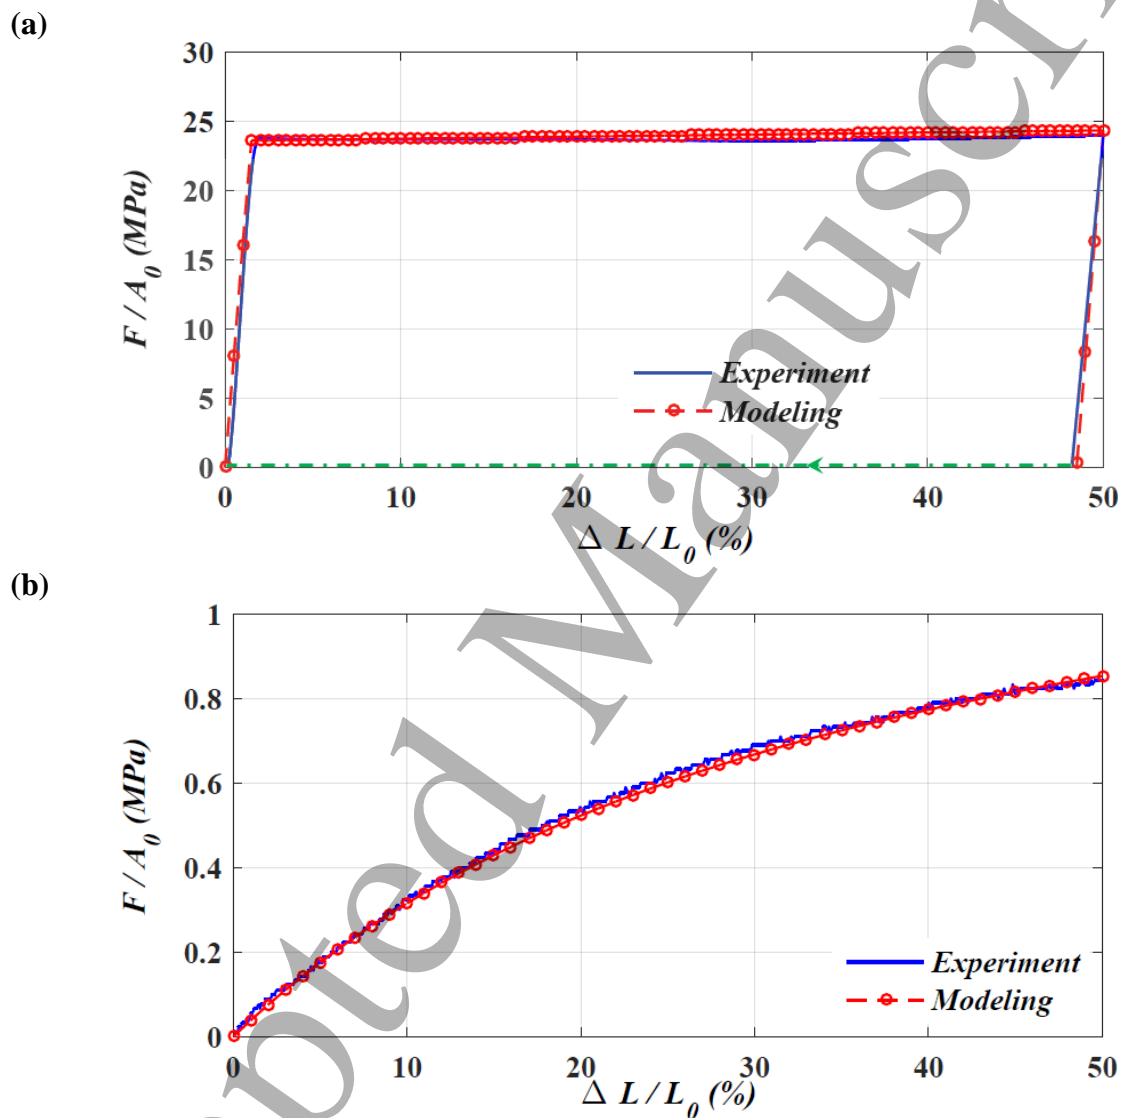 (a)
30
25
20
15
10
5
0
F / A0 (MPa)
Experiment
Modeling
0 10 20 30 40 50
Δ L / L0 (%)
(b)
1
0.8
0.6
0.4
0.2
0
F / A0 (MPa)
Experiment
Modeling
0 10 20 30 40 50
Δ L / L0 (%)
pted Manuscr